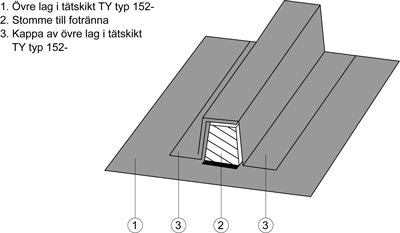 1. Övre lag i tätskikt TY typ 152-
2. Stomme till fotränna
3. Kappa av övre lag i tätskikt
TY typ 152-
1 3 2 3